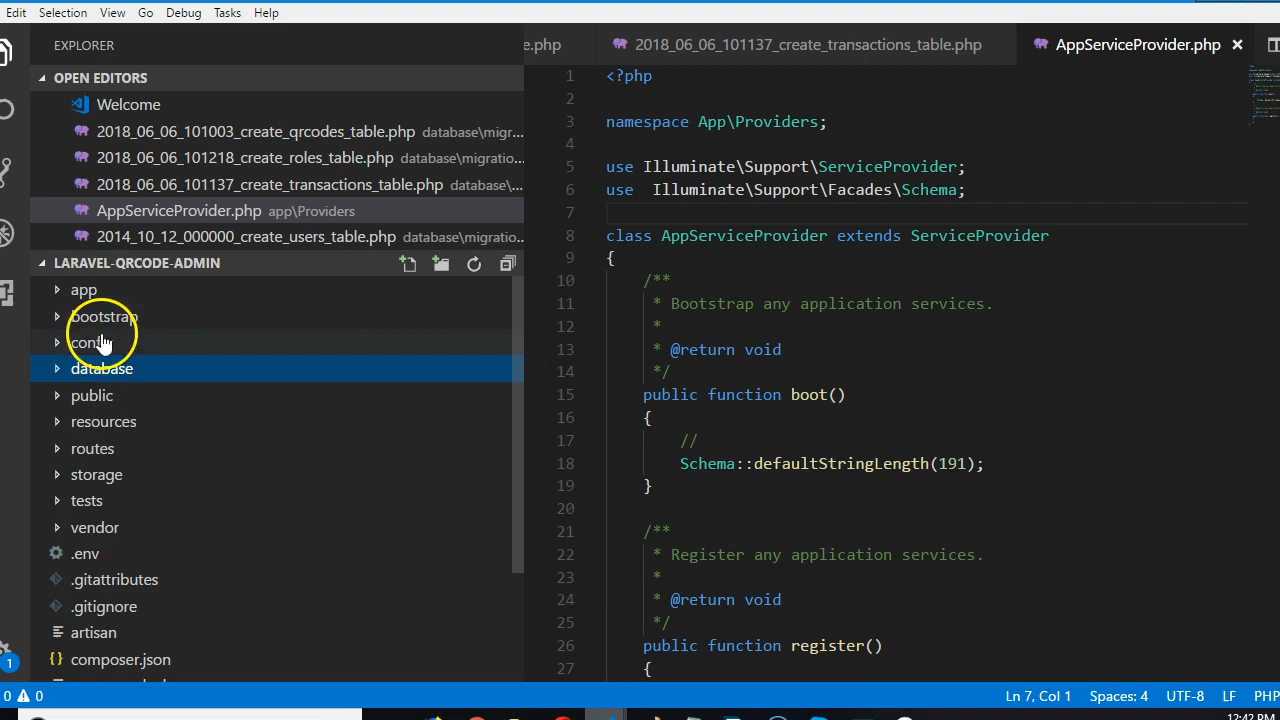 Edit Selection View Go Debug Tasks Help
EXPLORER
OPEN EDITORS
Welcome
2018_06_06_101003_create_qrcodes_table.php database\migr...
2018_06_06_101218_create_roles_table.php database\migratio...
2018_06_06_101137_create_transactions_table.php database\...
AppServiceProvider.php app\Providers
2014_10_12_000000_create_users_table.php database\migratio...
LARAVEL-QRCODE-ADMIN
app
bootstrap
database
public
resources
routes
storage
tests
vendor
.env
.gitattributes
.gitignore
artisan
{} composer.json
e.php 2018_06_06_101137_create_transactions_table.php AppServiceProvider.php ×
1 <?php
2
3 namespace App\Providers;
4
5 use Illuminate\Support\ServiceProvider;
6 use  Illuminate\Support\Facades\Schema;
7
8 class AppServiceProvider extends ServiceProvider
9 {
10 /**
11 * Bootstrap any application services.
12 *
13 * @return void
14 */
15 public function boot()
16 {
17 //
18 Schema::defaultStringLength(191);
19 }
20
21 /**
22 * Register any application services.
23 *
24 * @return void
25 */
26 public function register()
27 {
0 0 Ln 7, Col 1 Spaces: 4 UTF-8 LF PHP
1
12:42 PM